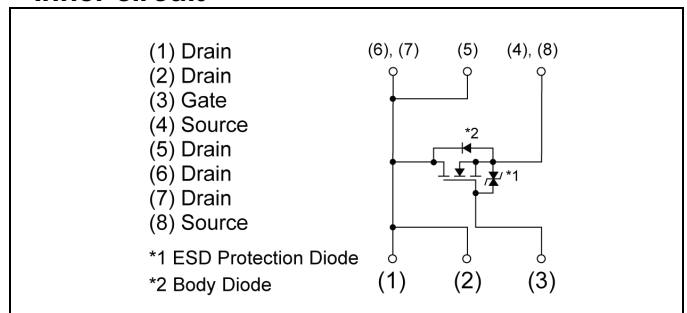 Inner circuit
(1) Drain
(2) Drain
(3) Gate
(4) Source
(5) Drain
(6) Drain
(7) Drain
(8) Source
*1 ESD Protection Diode
*2 Body Diode
(6), (7) (5) (4), (8)
*2
*1
(1) (2) (3)